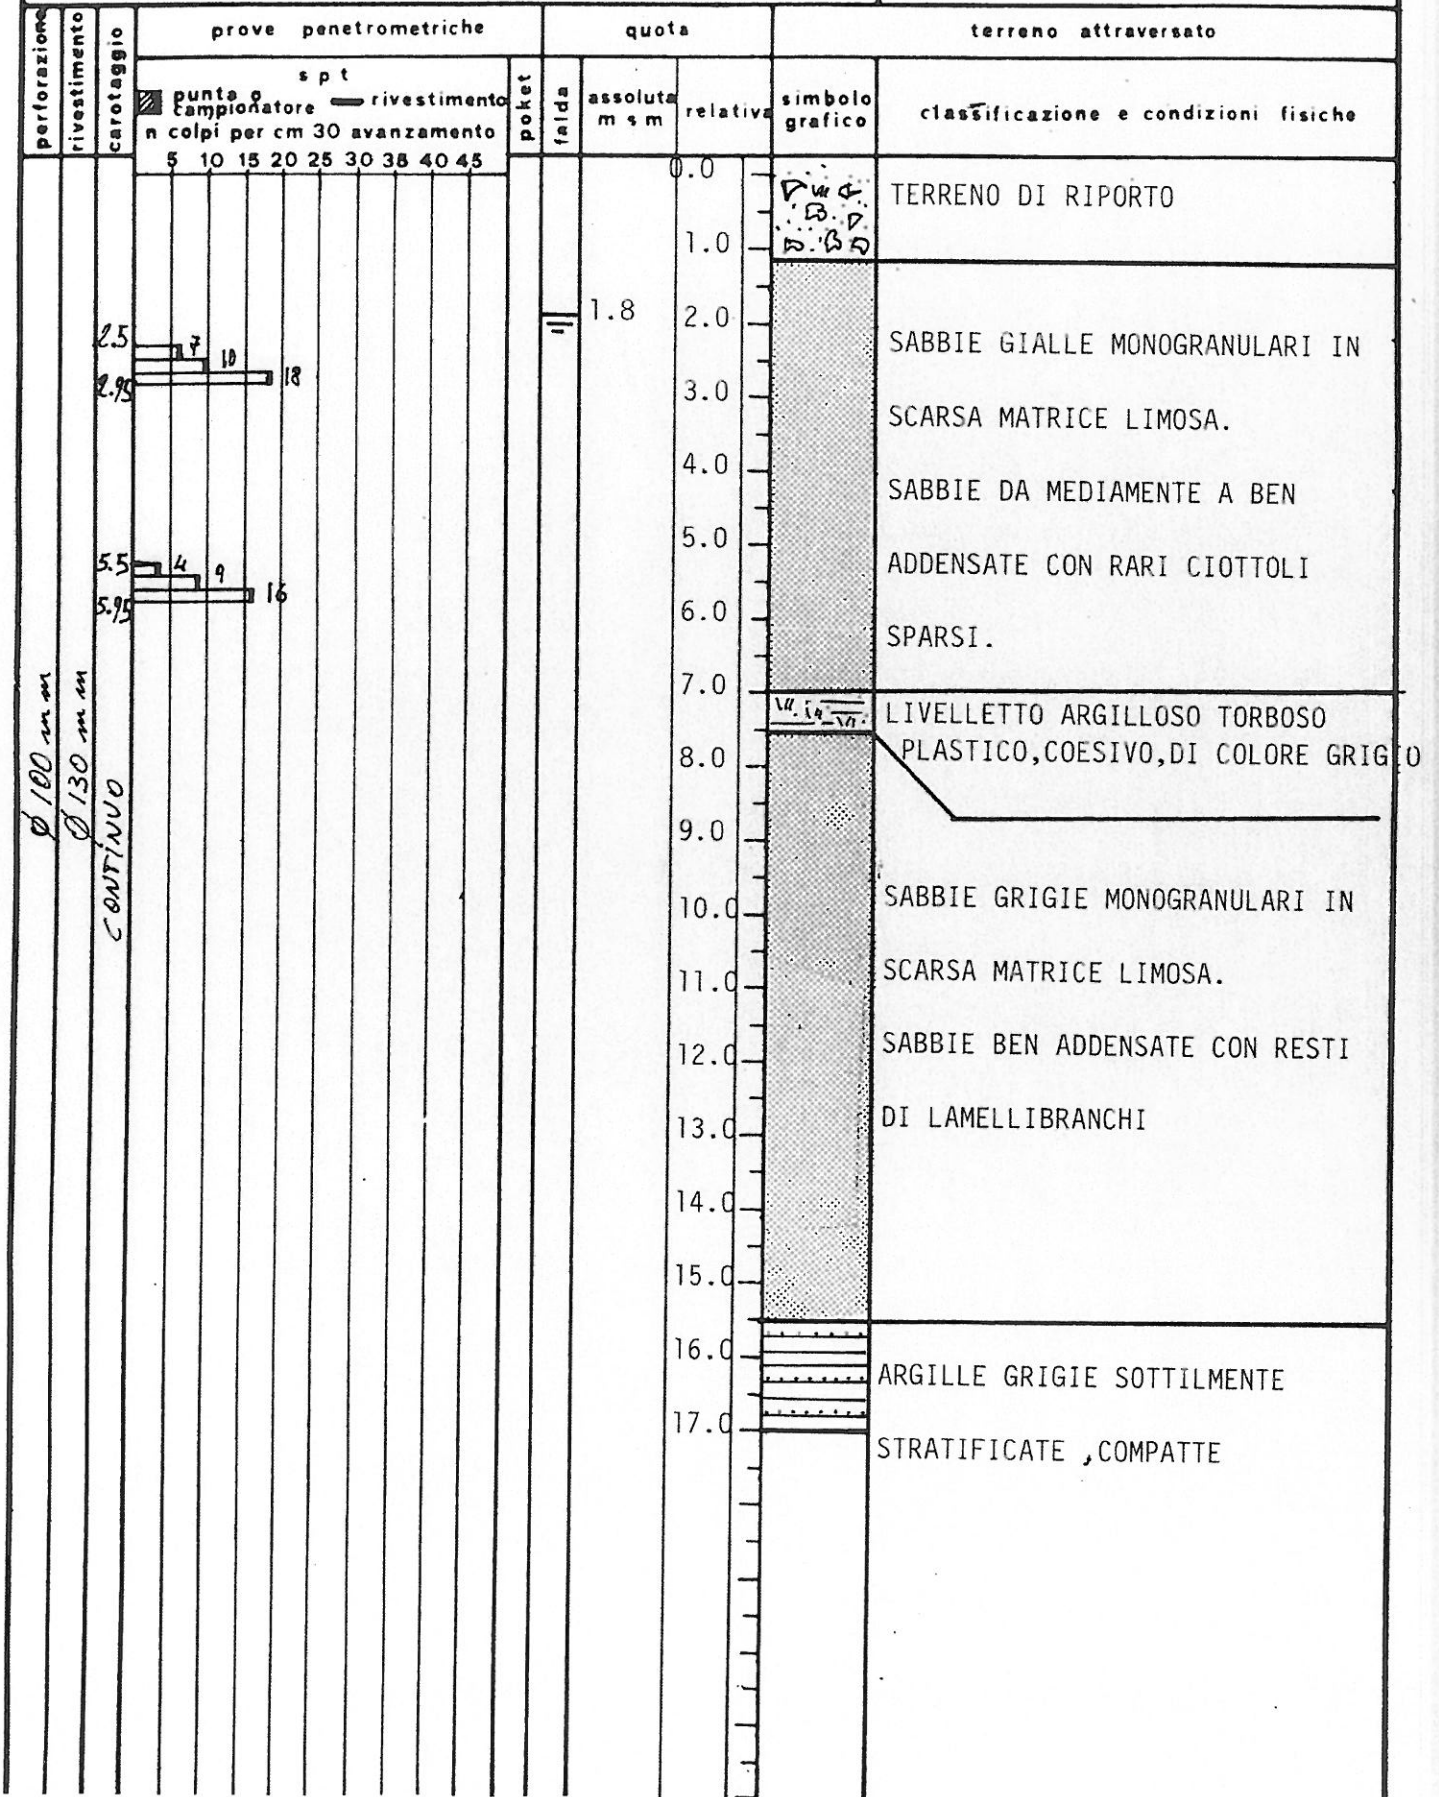 perforazione
rivestimento
carotaggio
prove penetrometriche
quota
terreno attraversato
s p t
punta o
campionatore
rivestimento
n colpi per cm 30 avanzamento
5 10 15 20 25 30 38 40 45
poket
falda
assoluta
m s m
relativa
simbolo
grafico
classificazione e condizioni fisiche
0.0
TERRENO DI RIPORTO
1.0
1.8
2.0
2.5
7
10
18
2.95
SABBIE GIALLE MONOGRANULARI IN
3.0
SCARSA MATRICE LIMOSA.
4.0
SABBIE DA MEDIAMENTE A BEN
5.0
5.5
4
9
16
5.95
ADDENSATE CON RARI CIOTTOLI
6.0
SPARSI.
7.0
LIVELLETTO ARGILLOSO TORBOSO
PLASTICO,COESIVO,DI COLORE GRIGIO
8.0
Ø 100 mm
Ø 130 mm
CONTINUO
9.0
SABBIE GRIGIE MONOGRANULARI IN
10.0
SCARSA MATRICE LIMOSA.
11.0
SABBIE BEN ADDENSATE CON RESTI
12.0
DI LAMELLIBRANCHI
13.0
14.0
15.0
16.0
ARGILLE GRIGIE SOTTILMENTE
17.0
STRATIFICATE ,COMPATTE